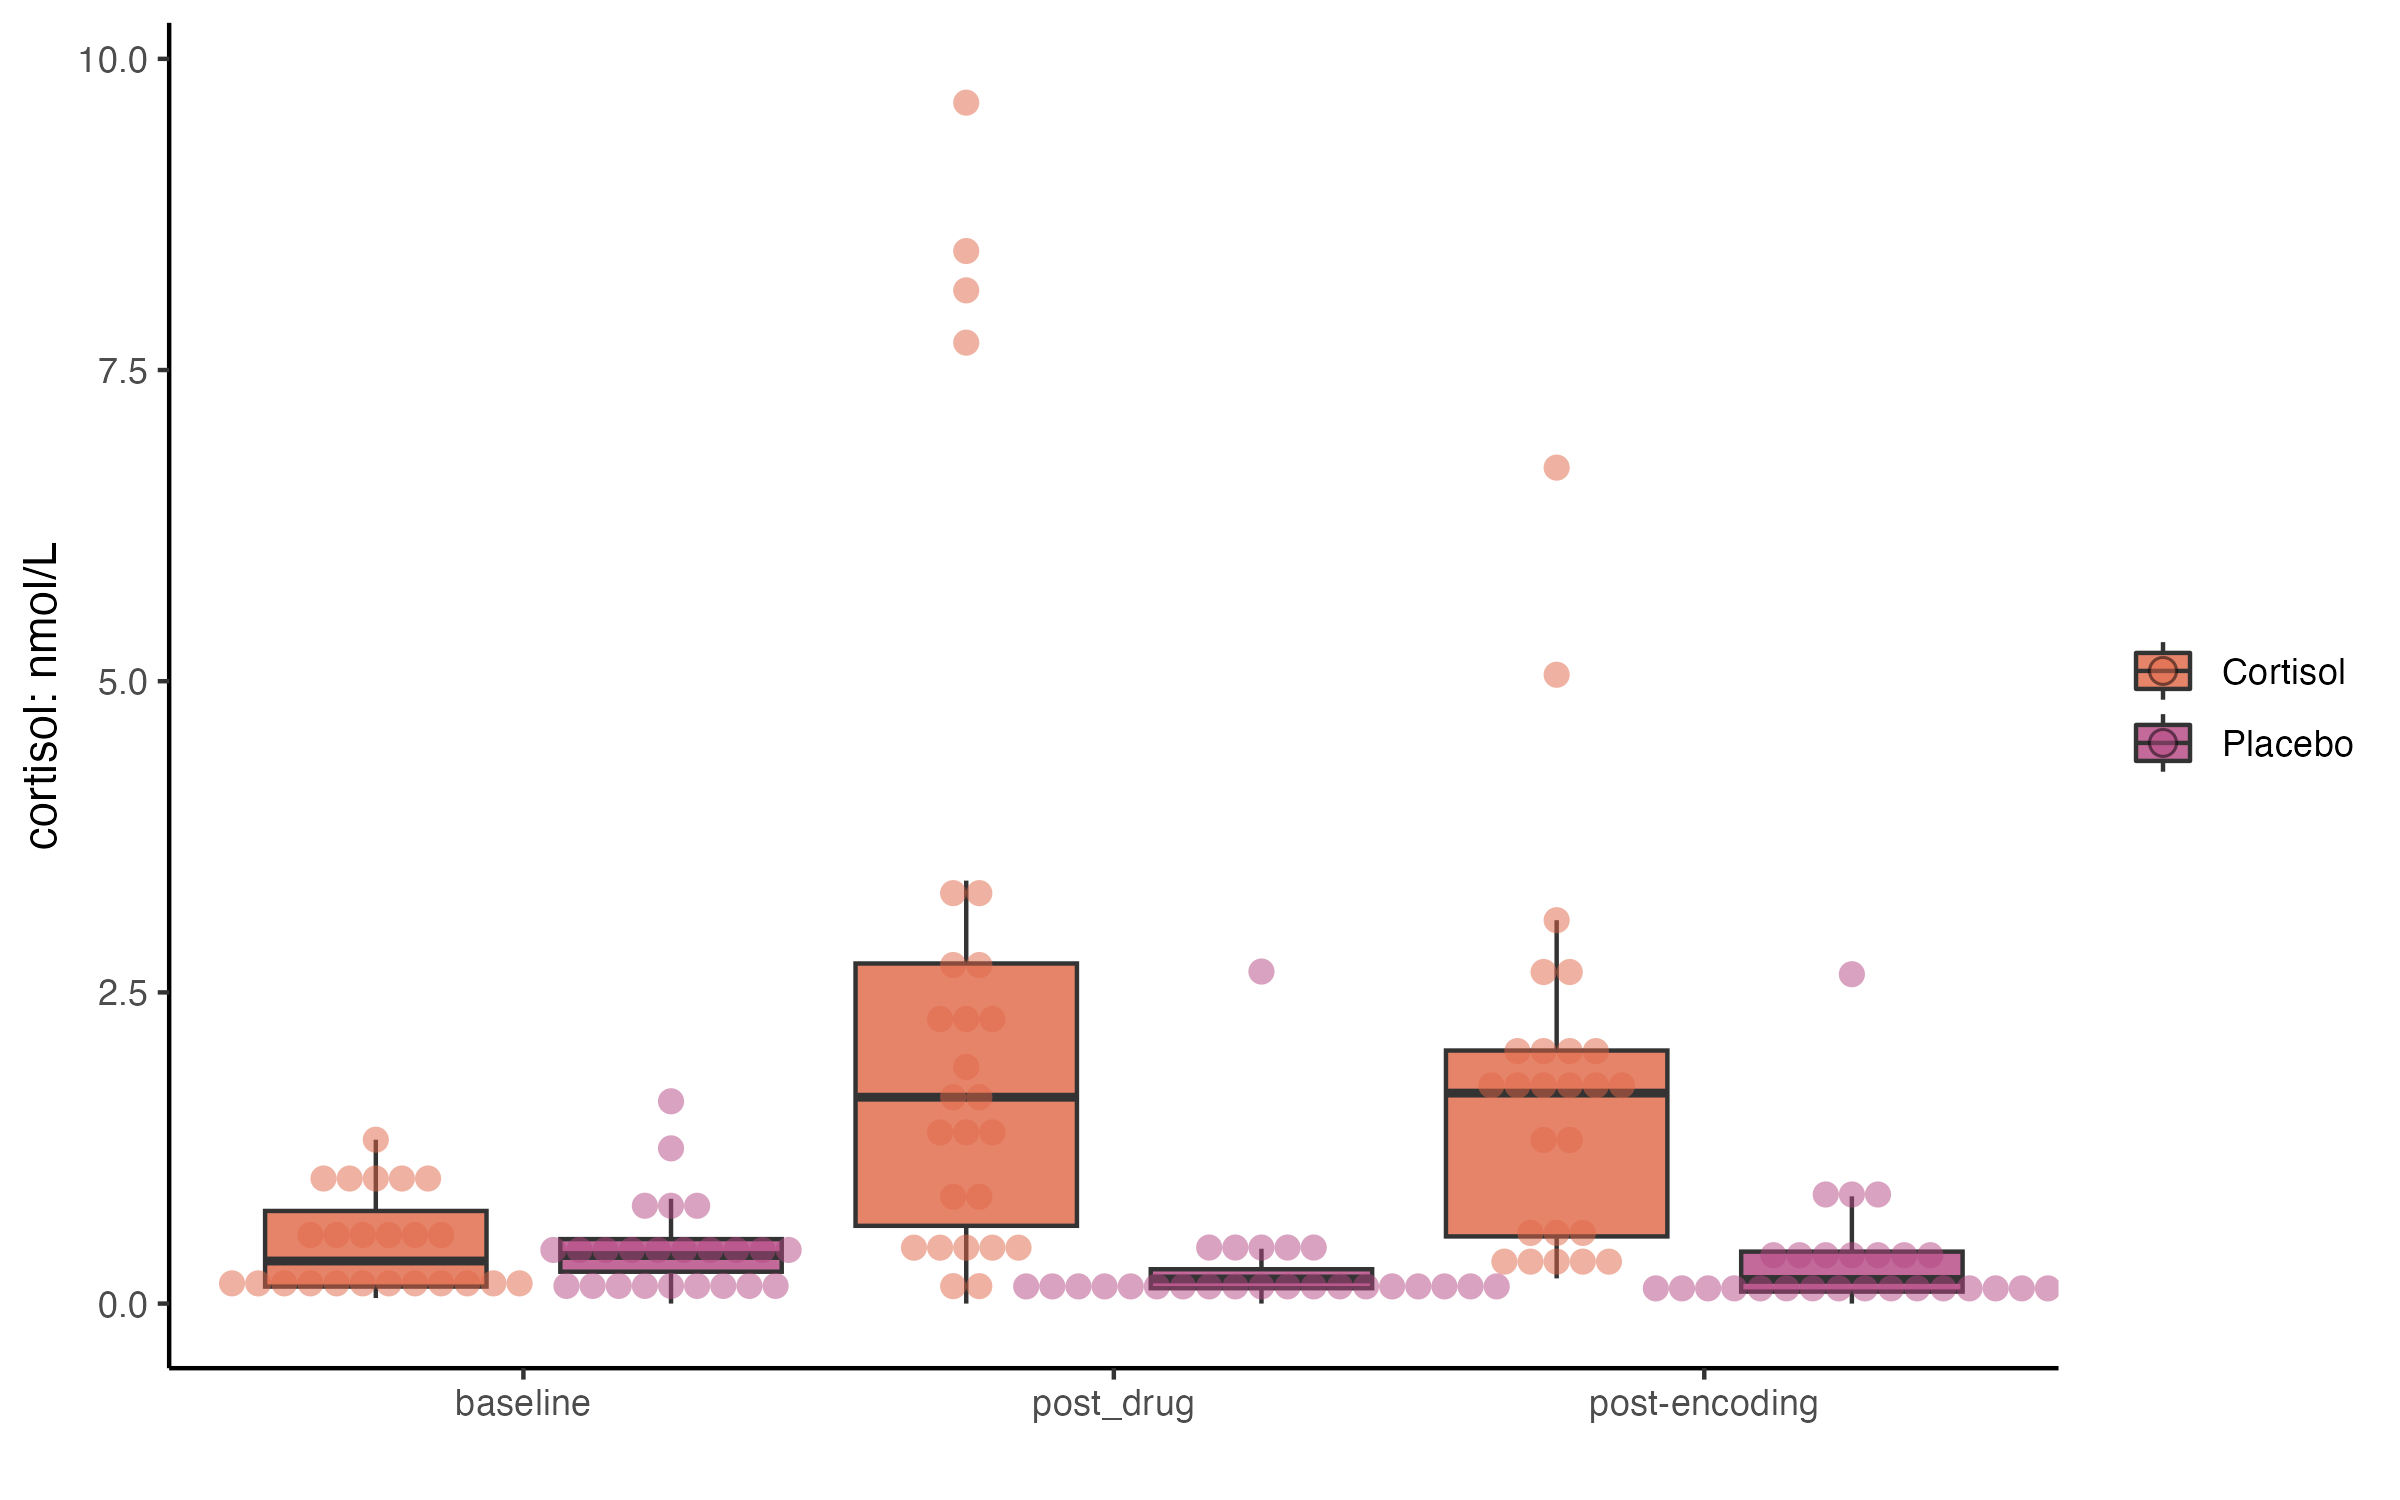 10.0
7.5
5.0
2.5
0.0
cortisol: nmol/L
baseline
post_drug
post-encoding
Cortisol
Placebo